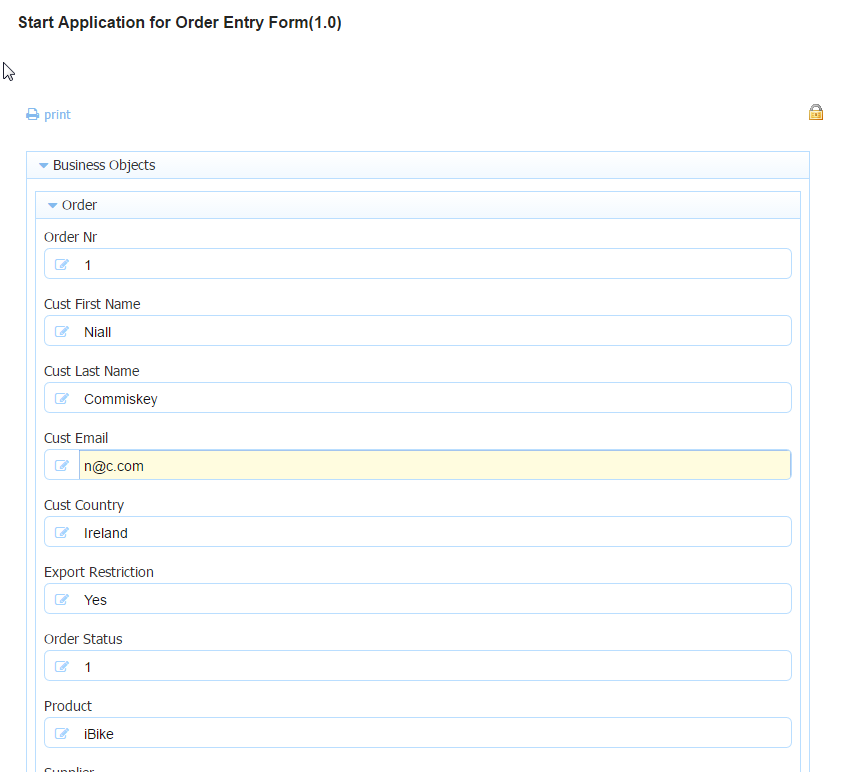 Start Application for Order Entry Form(1.0)
print
Business Objects
Order
Order Nr
1
Cust First Name
Niall
Cust Last Name
Commiskey
Cust Email
n@c.com
Cust Country
Ireland
Export Restriction
Yes
Order Status
1
Product
iBike
Supplier